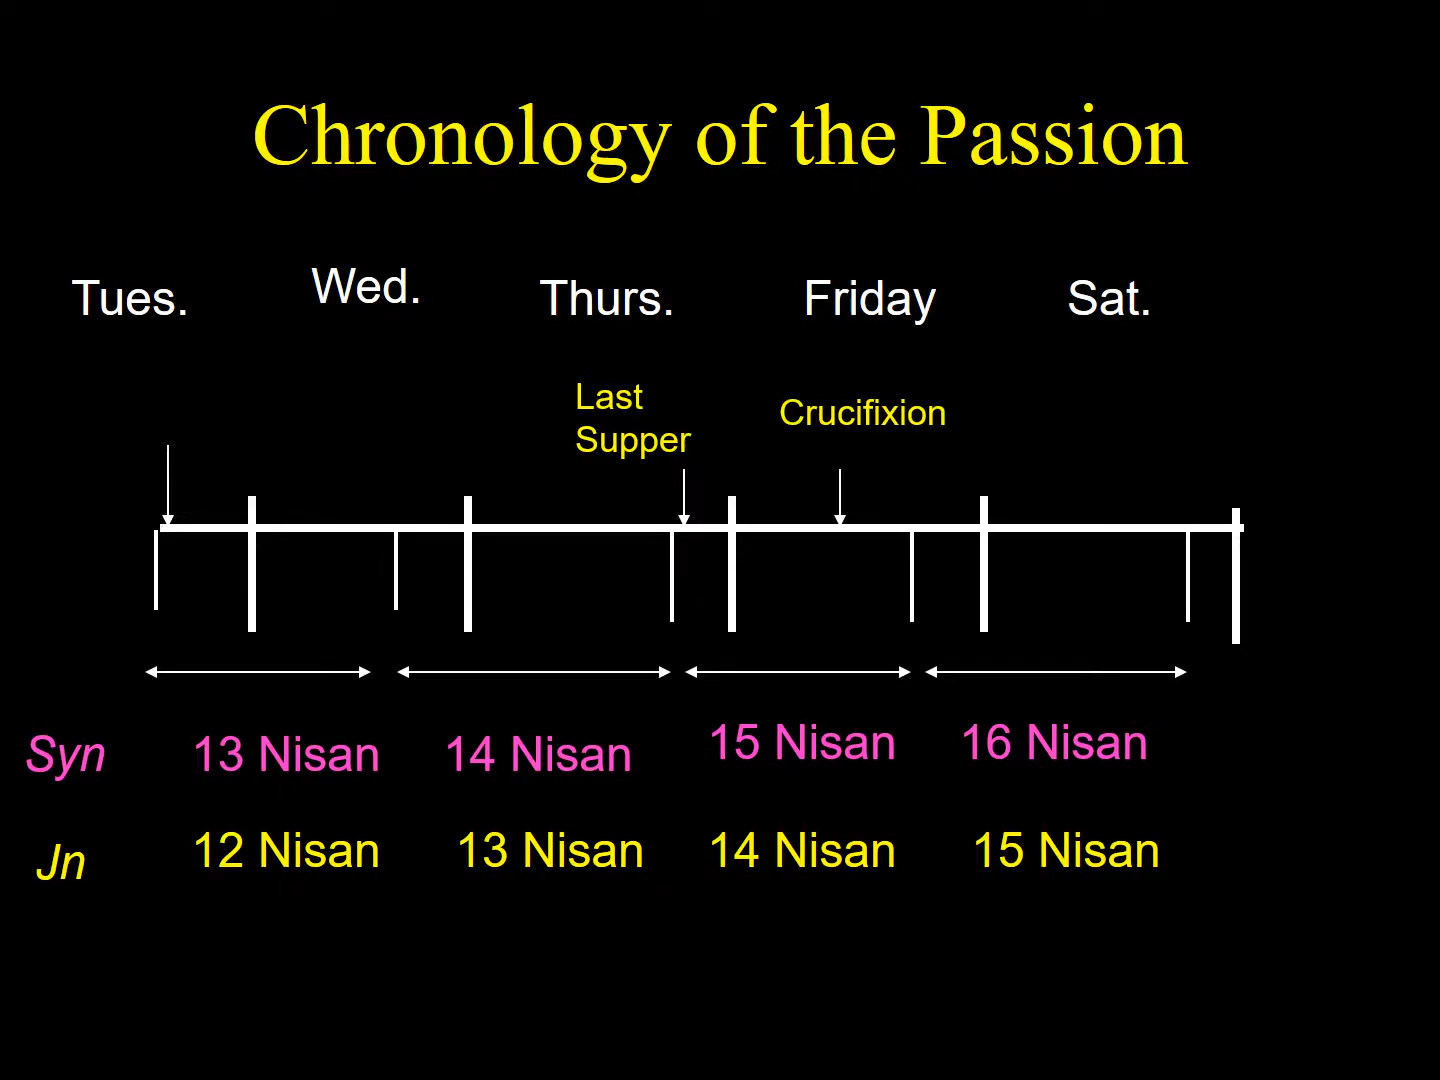 Chronology of the Passion
Tues. Wed. Thurs. Friday Sat.
Last
Supper
Crucifixion
Syn 13 Nisan 14 Nisan 15 Nisan 16 Nisan
Jn 12 Nisan 13 Nisan 14 Nisan 15 Nisan